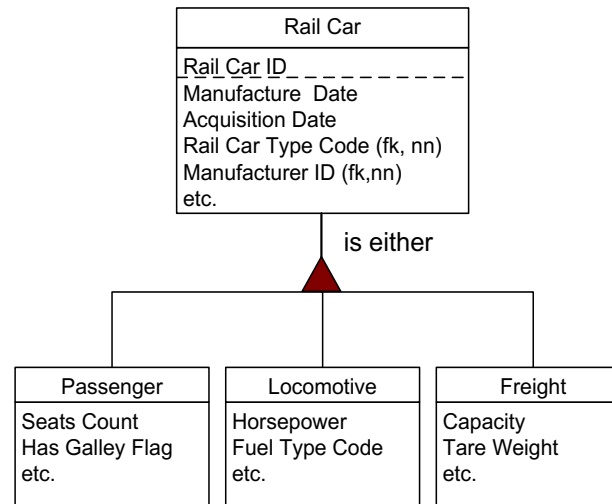 Rail Car
Rail Car ID
Manufacture Date
Acquisition Date
Rail Car Type Code (fk, nn)
Manufacturer ID (fk,nn)
etc.
is either
Passenger
Seats Count
Has Galley Flag
etc.
Locomotive
Horsepower
Fuel Type Code
etc.
Freight
Capacity
Tare Weight
etc.